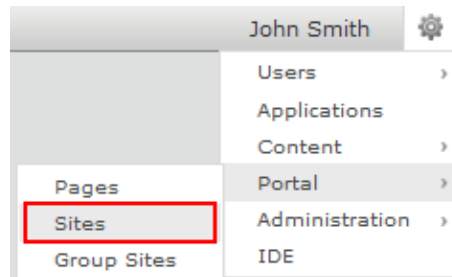 John Smith
Users
Applications
Content
Portal
Administration
IDE
Pages
Sites
Group Sites